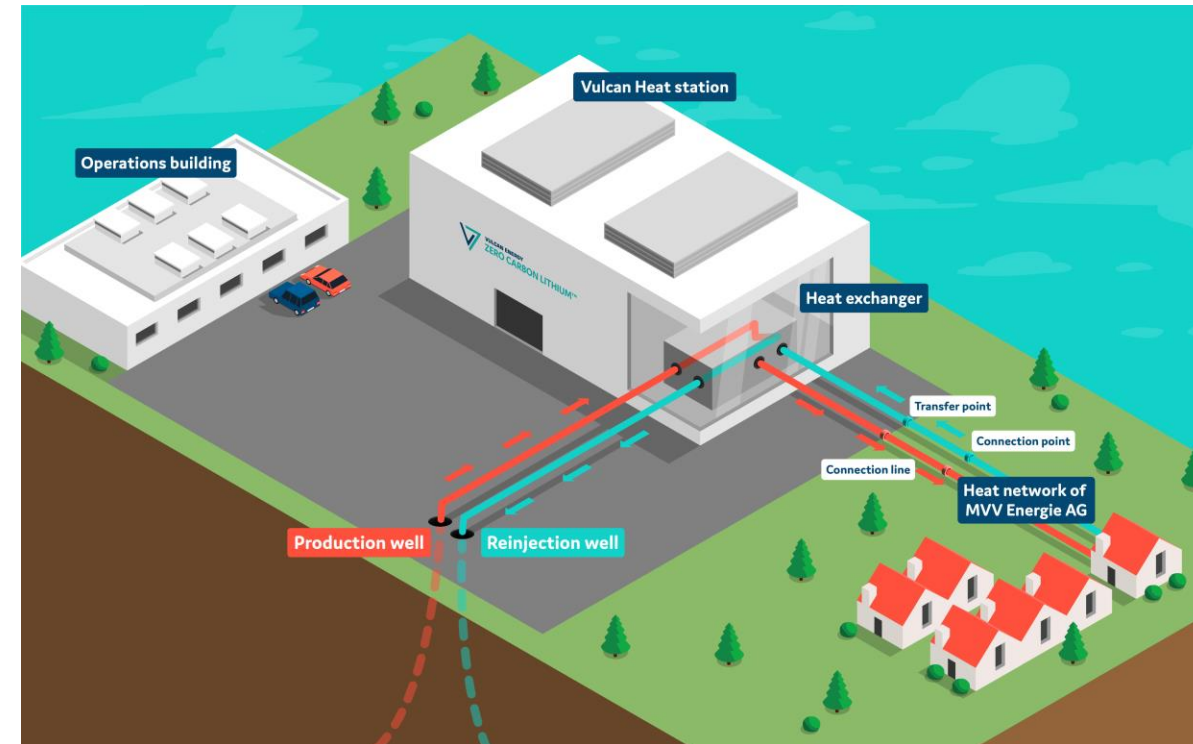 Vulcan Heat station
Operations building
VULCAN ENERGY
ZERO CARBON LITHIUM™
Heat exchanger
Transfer point
Connection point
Connection line
Heat network of
MVV Energie AG
Production well
Reinjection well